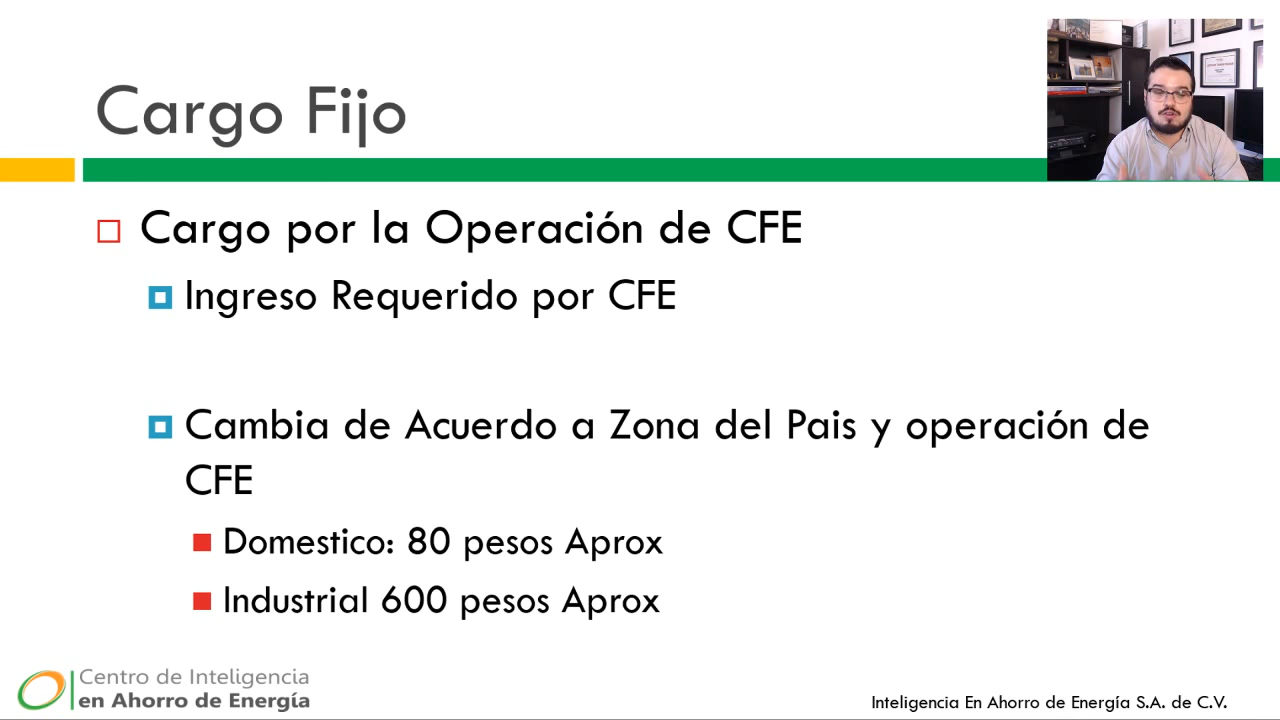 Cargo Fijo
Cargo por la Operación de CFE
Ingreso Requerido por CFE
Cambia de Acuerdo a Zona del Pais y operación de
CFE
Domestico: 80 pesos Aprox
Industrial 600 pesos Aprox
Centro de Inteligencia
en Ahorro de Energía
Inteligencia En Ahorro de Energía S.A. de C.V.